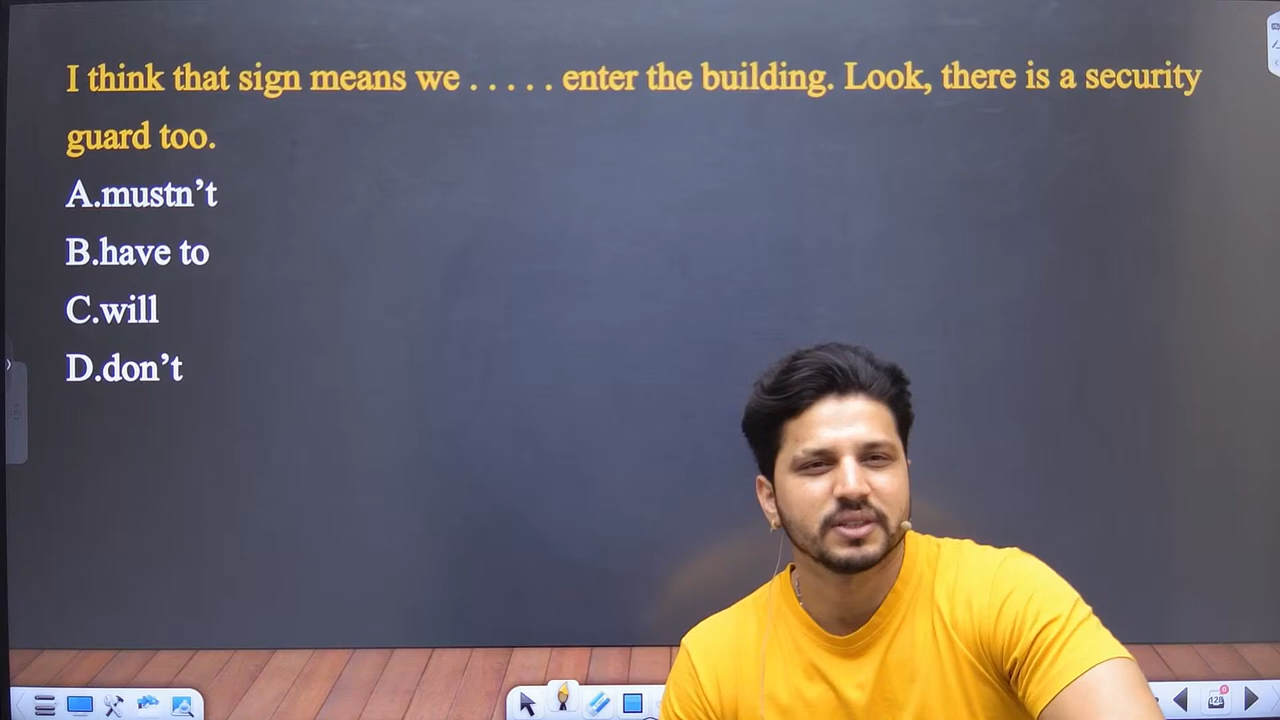 I think that sign means we . . . . . enter the building. Look, there is a security
guard too.
A.mustn’t
B.have to
C.will
D.don’t
128